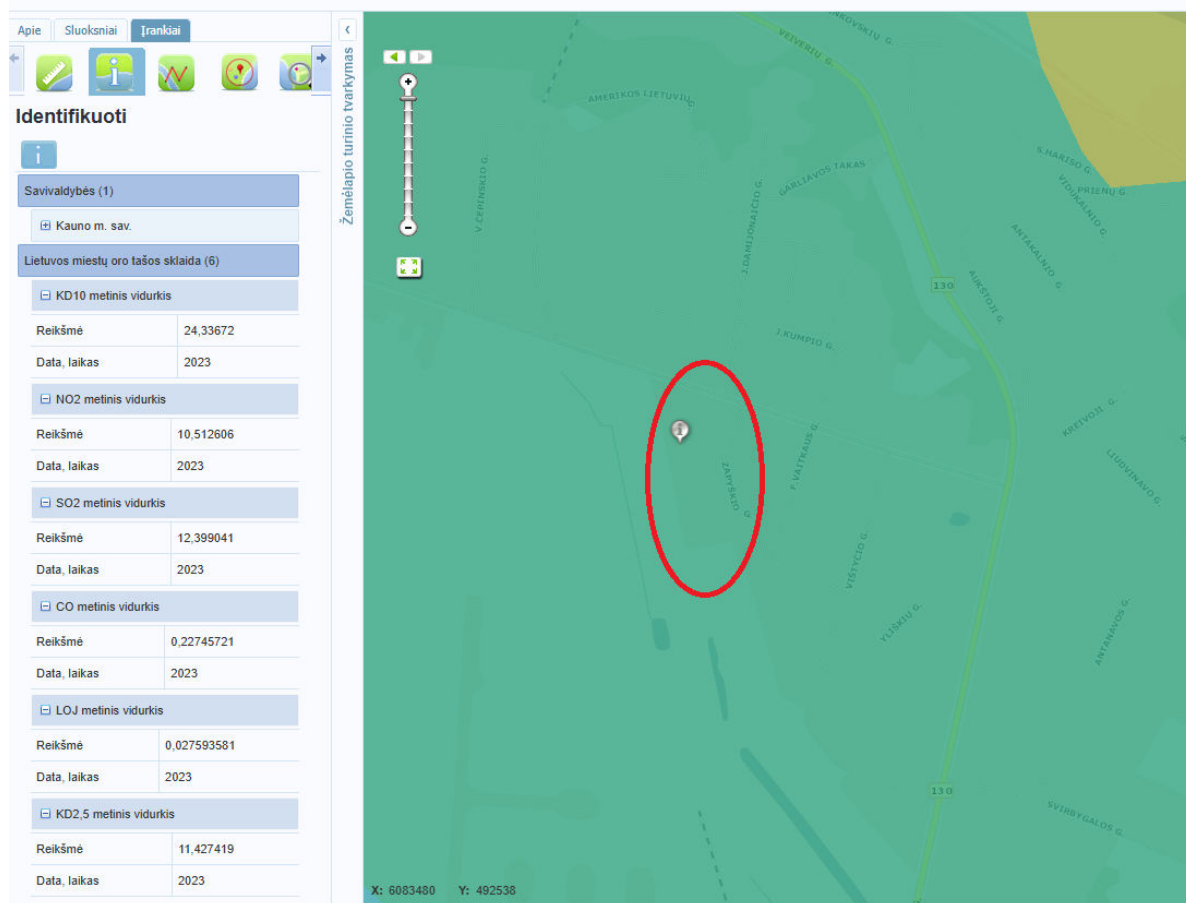 Apie Sluoksniai Įrankiai
Identifikuoti
Savivaldybės (1)
Kauno m. sav.
Lietuvos miestų oro tašos sklaida (6)
KD10 metinis vidurkis
Reikšmė 24,33672
Data, laikas 2023
NO2 metinis vidurkis
Reikšmė 10,512606
Data, laikas 2023
SO2 metinis vidurkis
Reikšmė 12,399041
Data, laikas 2023
CO metinis vidurkis
Reikšmė 0,22745721
Data, laikas 2023
LOJ metinis vidurkis
Reikšmė 0,027593581
Data, laikas 2023
KD2,5 metinis vidurkis
Reikšmė 11,427419
Data, laikas 2023
Žemėlapio turinio tvarkymas
VEIVERIŲ G.
AMERIKOS LIETUVIŲ G.
V.ČEPINSKIO G.
J.DAMIJONAIČIO G.
GARLIAVOS TAKAS
S.HARISO G.
VIDUKALNIO G.
PRIENŲ G.
ANTAKALNIO G.
AUKŠTOJI G.
130
J.KUMPIO G.
KREIVOJI G.
LIUDVINAVO G.
F.VAITKAUS G.
ZAPYŠKIO G.
VIŠTYČIO G.
YLIŠKIŲ G.
ANTANAVOS G.
130
SVIRBYGALOS G.
X: 6083480 Y: 492538